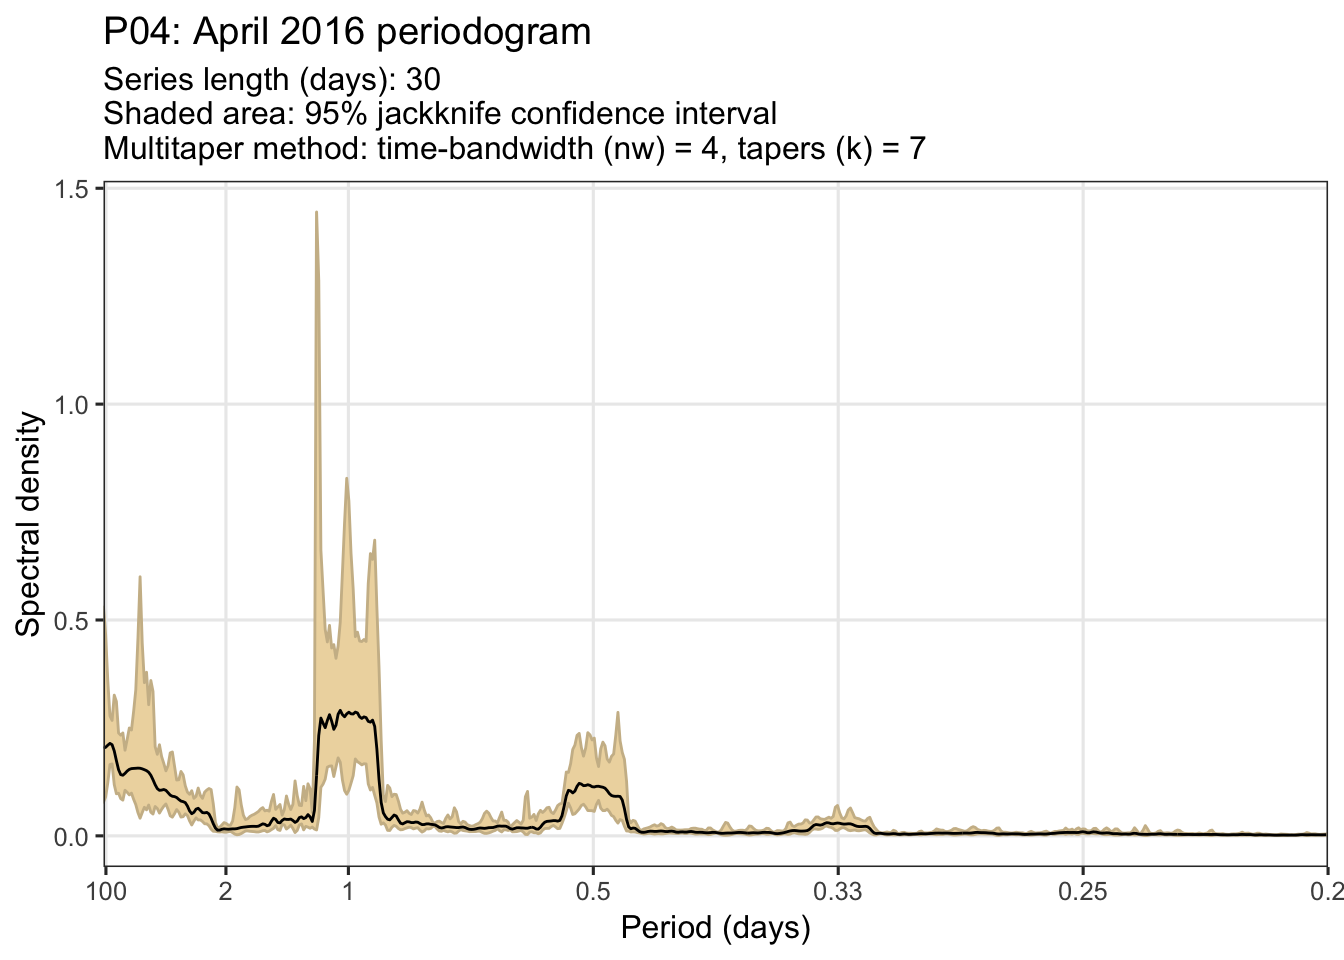 P04: April 2016 periodogram
Series length (days): 30
Shaded area: 95% jackknife confidence interval
Multitaper method: time-bandwidth (nw) = 4, tapers (k) = 7
1.5
1.0
0.5
0.0
Spectral density
100 2 1 0.5 0.33 0.25 0.2
Period (days)